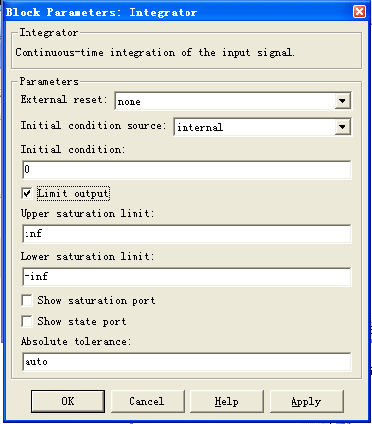 Block Parameters: Integrator
Integrator
Continuous-time integration of the input signal.
Parameters
External reset: none
Initial condition source: internal
Initial condition:
0
Limit output
Upper saturation limit:
inf
Lower saturation limit:
-inf
Show saturation port
Show state port
Absolute tolerance:
auto
OK Cancel Help Apply